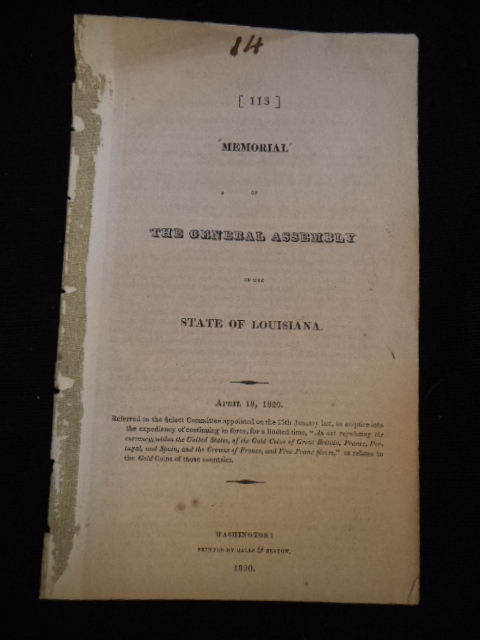 84
[ 113 ]
MEMORIAL
OF
THE GENERAL ASSEMBLY
OF THE
STATE OF LOUISIANA.
APRIL 18, 1820.
Referred to the Select Committee appointed on the 15th January last, to enquire into
the expediency of continuing in force, for a limited time, "An act regulating the
currency, within the United States, of the Gold Coins of Great Britain, France, Por-
tugal, and Spain, and the Crowns of France, and Five Franc pieces," as relates to
the Gold Coins of those countries.
WASHINGTON:
PRINTED BY GALES & SEATON.
1820.